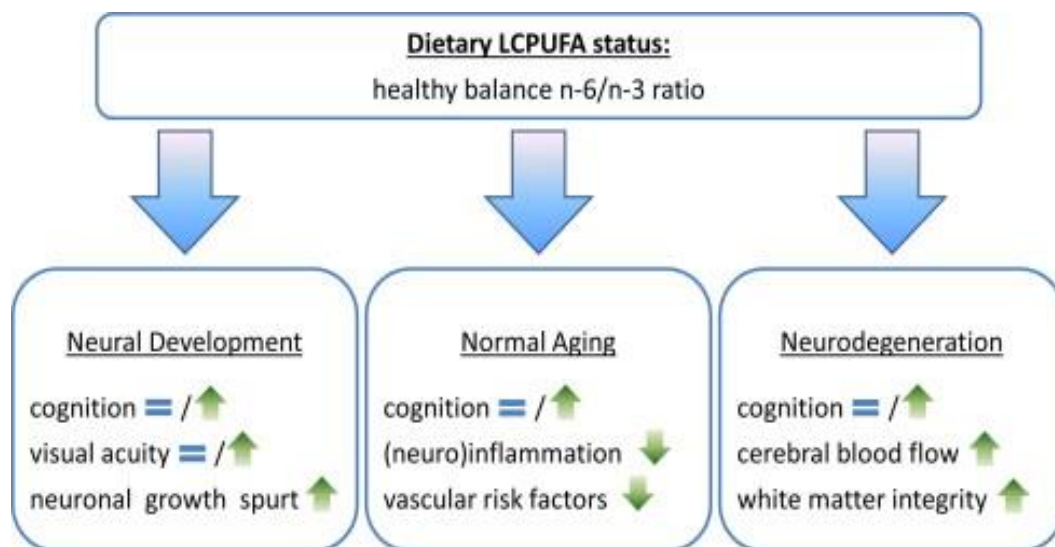 Dietary LCPUFA status:
healthy balance n-6/n-3 ratio
Neural Development
cognition = /
visual acuity = /
neuronal growth spurt
Normal Aging
cognition = /
(neuro)inflammation
vascular risk factors
Neurodegeneration
cognition = /
cerebral blood flow
white matter integrity